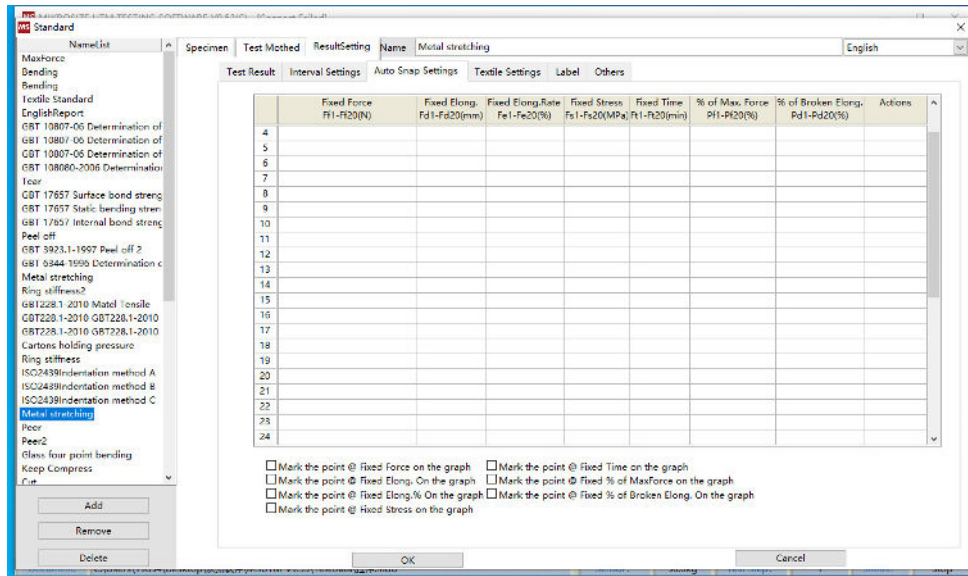 MS Standard
NameList
MaxForce
Bending
Bending
Textile Standard
EnglishReport
GBT 10807-06 Determination of
GBT 10807-06 Determination of
GBT 10807-06 Determination of
GBT 108080-2006 Determination
Tear
GBT 17657 Surface bond streng
GBT 17657 Static bending stren
GBT 17657 Internal bond streng
Peel off
GBT 3923.1-1997 Peel off 2
GBT 6344-1996 Determination c
Metal stretching
Ring stiffness2
GBT228.1-2010 Matel Tensile
GBT228.1-2010 GBT228.1-2010
GBT228.1-2010 GBT228.1-2010
Cartons holding pressure
Ring stiffness
ISO2439Indentation method A
ISO2439Indentation method B
ISO2439Indentation method C
Metal stretching
Peer
Peer2
Glass four point bending
Keep Compress
Cut
Add
Remove
Delete
Specimen Test Mothed ResultSetting Name Metal stretching English
Test Result Interval Settings Auto Snap Settings Textile Settings Label Others
Fixed Force Fixed Elong. Fixed Elong.Rate Fixed Stress Fixed Time % of Max. Force % of Broken Elong. Actions
Ff1-Ff20(N) Fd1-Fd20(mm) Fe1-Fe20(%) Fs1-Fs20(MPa) Ft1-Ft20(min) Pf1-Pf20(%) Pd1-Pd20(%)
4
5
6
7
8
9
10
11
12
13
14
15
16
17
18
19
20
21
22
23
24
Mark the point @ Fixed Force on the graph Mark the point @ Fixed Time on the graph
Mark the point @ Fixed Elong. On the graph Mark the point @ Fixed % of MaxForce on the graph
Mark the point @ Fixed Elong.% On the graph Mark the point @ Fixed % of Broken Elong. On the graph
Mark the point @ Fixed Stress on the graph
OK Cancel